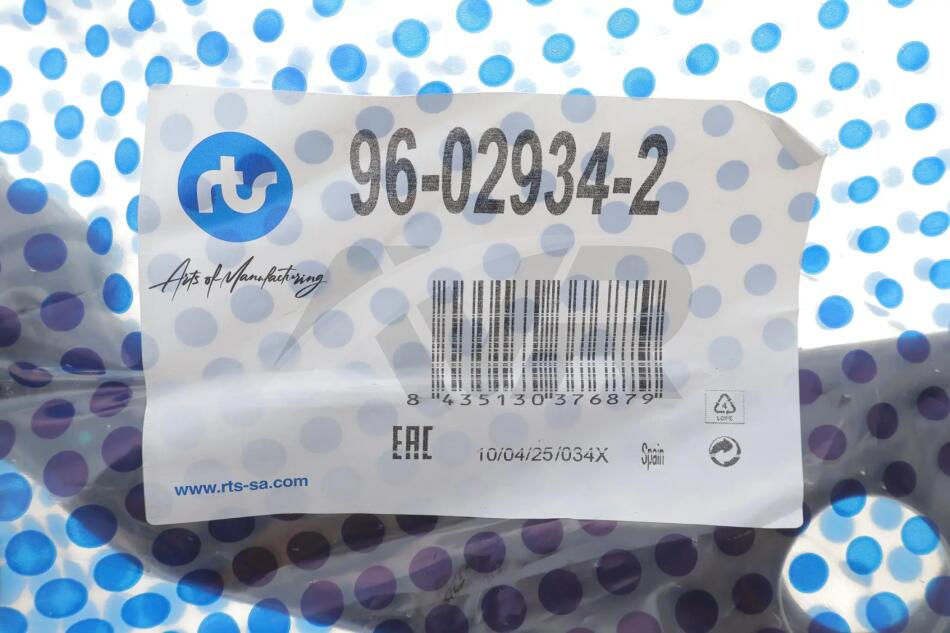 rts
96-02934-2
Arts of Manufacturing
8 435130 376879
EAC
10/04/25/034X
Spain
4
LDPE
www.rts-sa.com